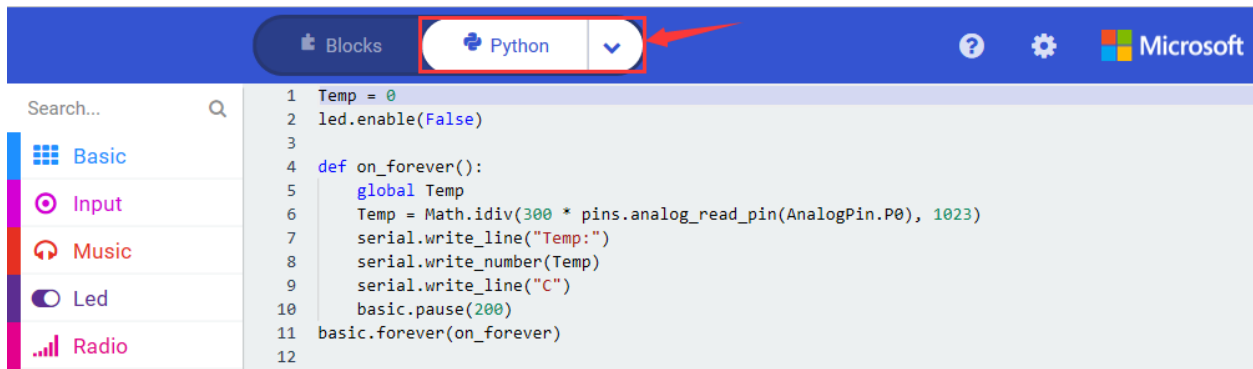 Blocks
Python
Microsoft
Search...
Basic
Input
Music
Led
Radio
1 Temp = 0
2 led.enable(False)
3
4 def on_forever():
5     global Temp
6     Temp = Math.idiv(300 * pins.analog_read_pin(AnalogPin.P0), 1023)
7     serial.write_line("Temp:")
8     serial.write_number(Temp)
9     serial.write_line("C")
10     basic.pause(200)
11 basic.forever(on_forever)
12